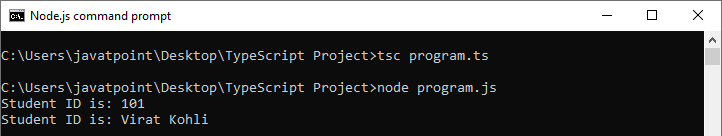 Node.js command prompt
C:\Users\javatpoint\Desktop\TypeScript Project>tsc program.ts
C:\Users\javatpoint\Desktop\TypeScript Project>node program.js
Student ID is: 101
Student ID is: Virat Kohli